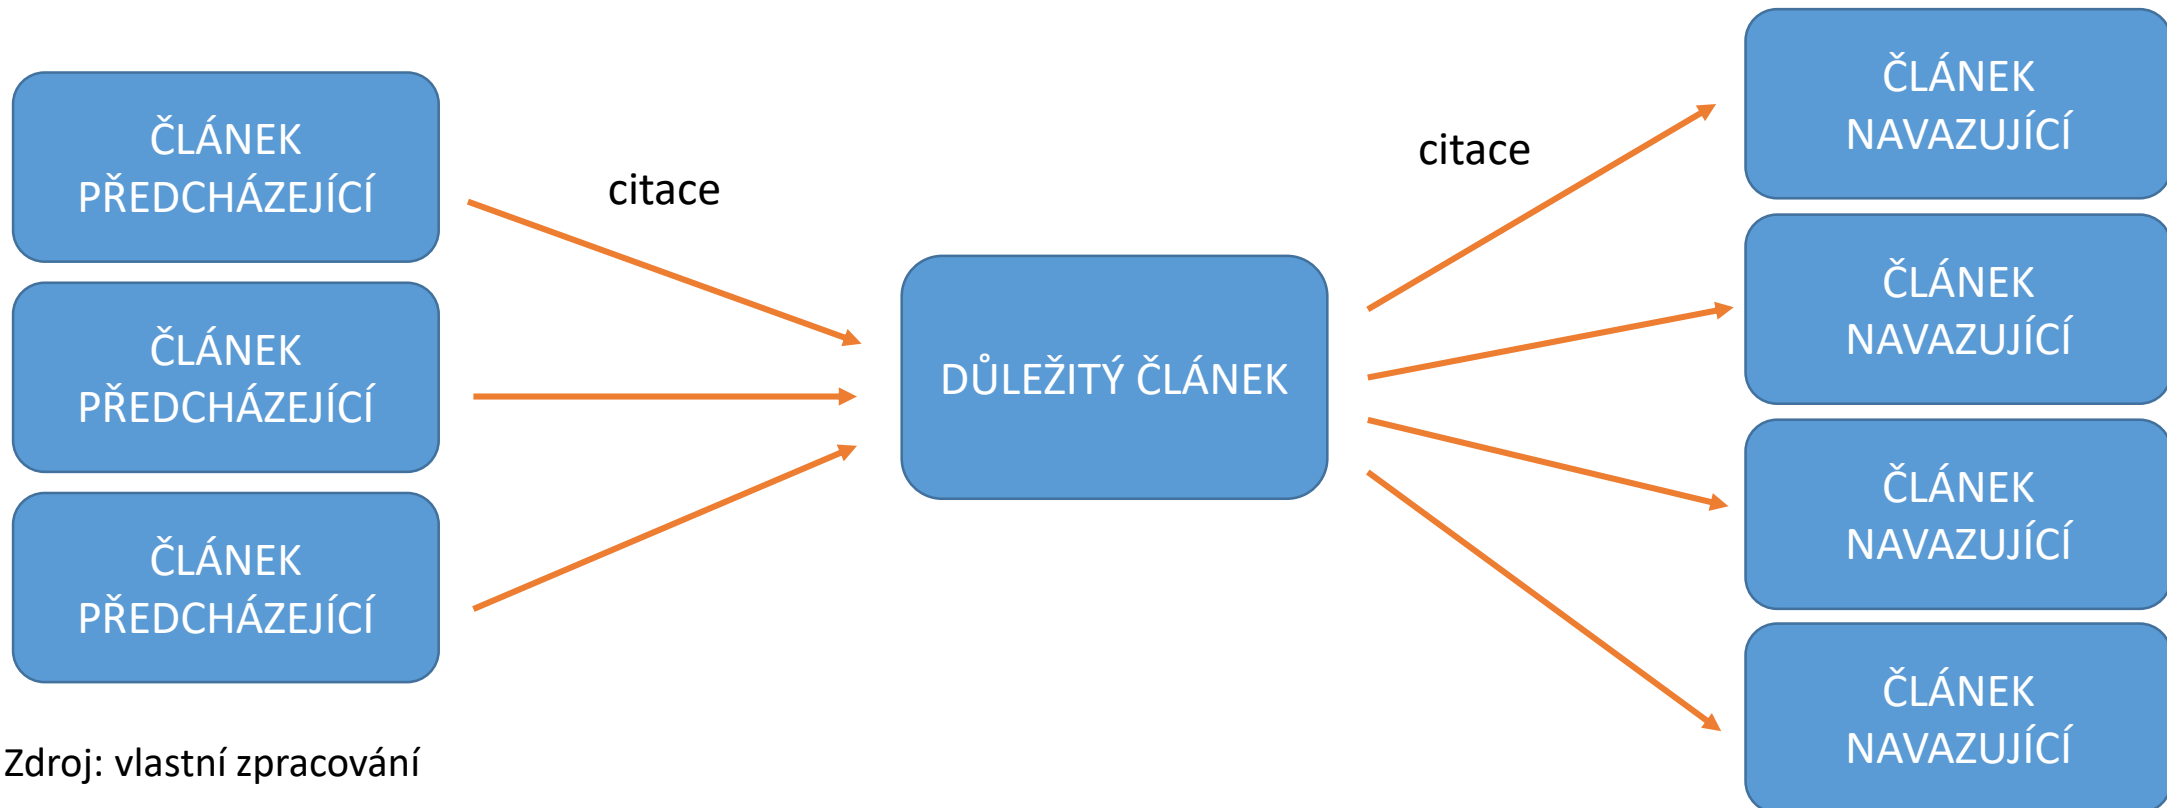 ČLÁNEK
PŘEDCHÁZEJÍCÍ
ČLÁNEK
PŘEDCHÁZEJÍCÍ
ČLÁNEK
PŘEDCHÁZEJÍCÍ
citace
DŮLEŽITÝ ČLÁNEK
citace
ČLÁNEK
NAVAZUJÍCÍ
ČLÁNEK
NAVAZUJÍCÍ
ČLÁNEK
NAVAZUJÍCÍ
ČLÁNEK
NAVAZUJÍCÍ
Zdroj: vlastní zpracování